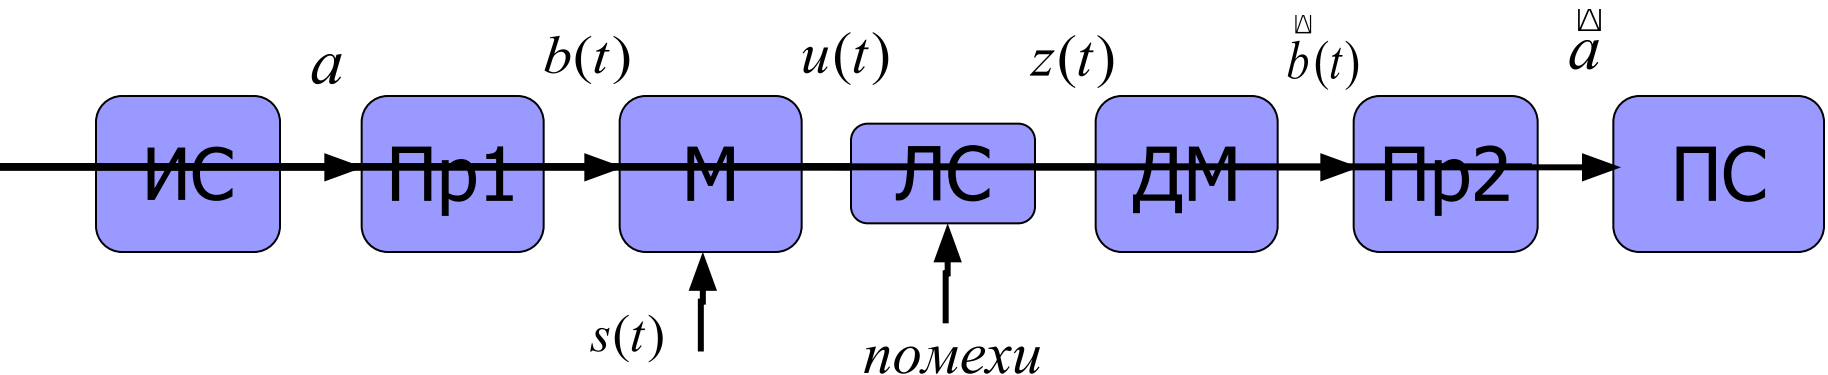 a b(t) u(t) z(t) b(t) a
ИС Пр1 М ЛС ДМ Пр2 ПС
s(t) помехи